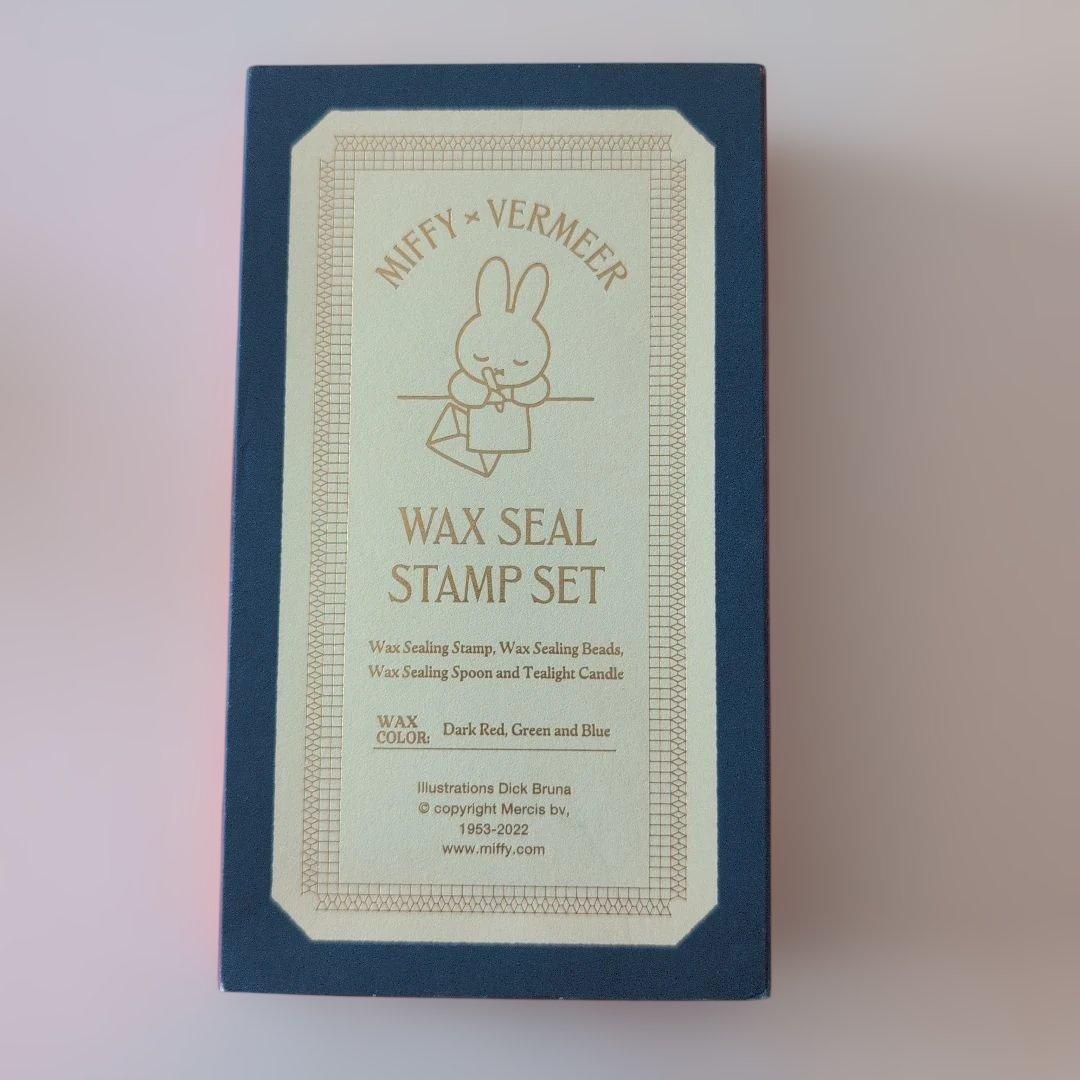 MIFFY × VERMEER
WAX SEAL
STAMP SET
Wax Sealing Stamp, Wax Sealing Beads,
Wax Sealing Spoon and Tealight Candle
WAX
COLOR: Dark Red, Green and Blue
Illustrations Dick Bruna
© copyright Mercis bv,
1953-2022
www.miffy.com